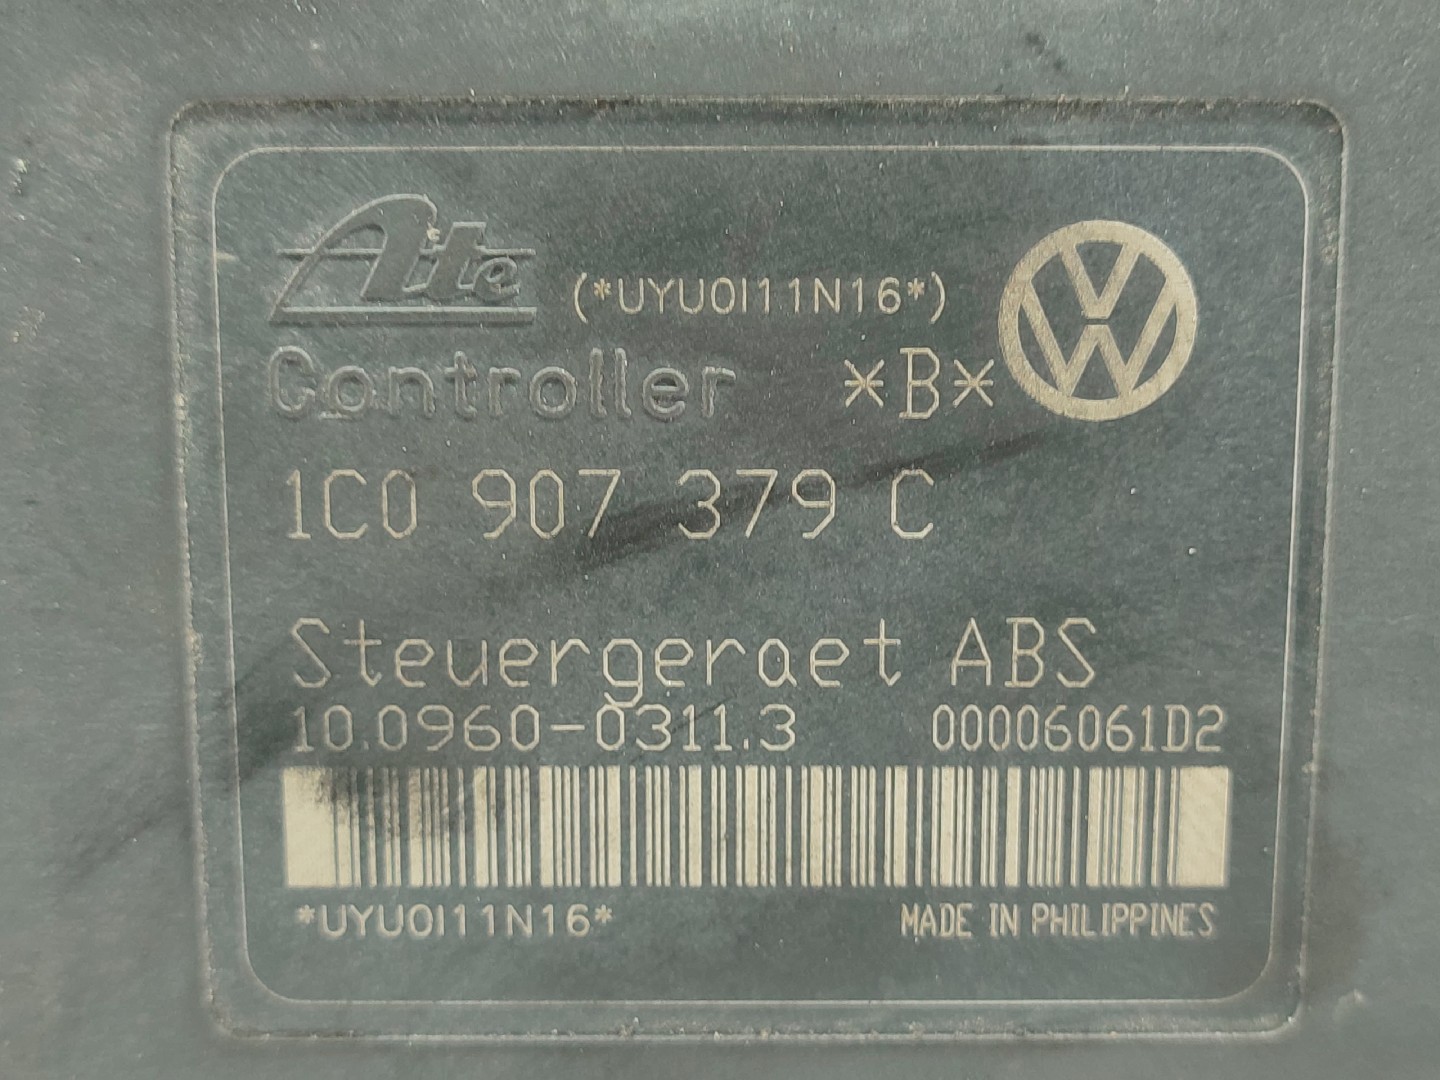 Ate (*UYU0I11N16*)
Controller *B*
1C0 907 379 C
Steuergeraet ABS
10.0960-0311.3 00006061D2
*UYU0I11N16* MADE IN PHILIPPINES